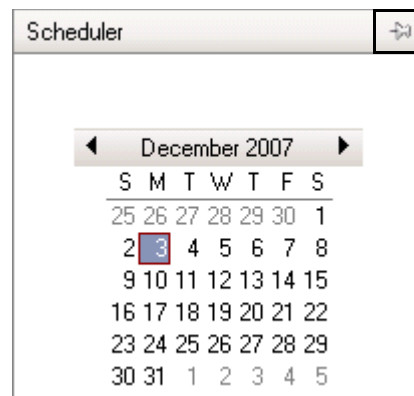 Scheduler
December 2007
S M T W T F S
25 26 27 28 29 30 1
2 3 4 5 6 7 8
9 10 11 12 13 14 15
16 17 18 19 20 21 22
23 24 25 26 27 28 29
30 31 1 2 3 4 5